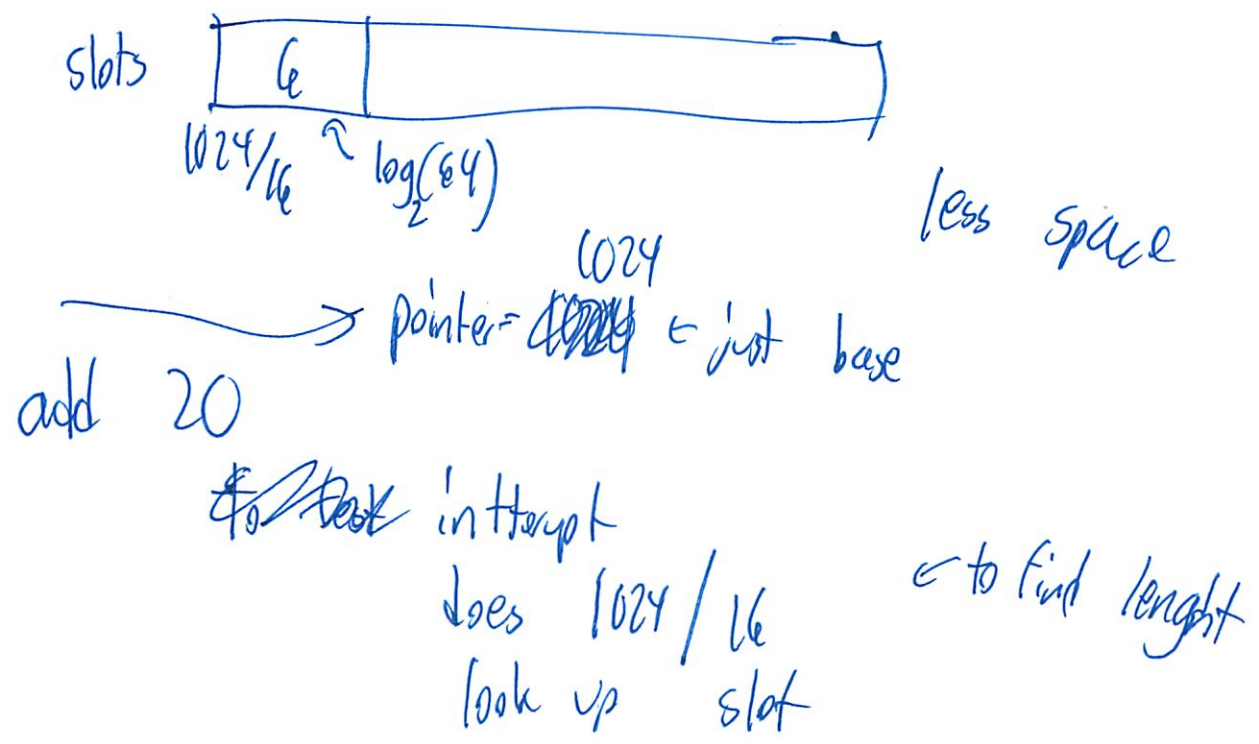 slots 6
1024/16 log₂(64)
less space
1024
pointer= ← just base
add 20
intterupt
does 1024/16 ← to find lenght
look up slot